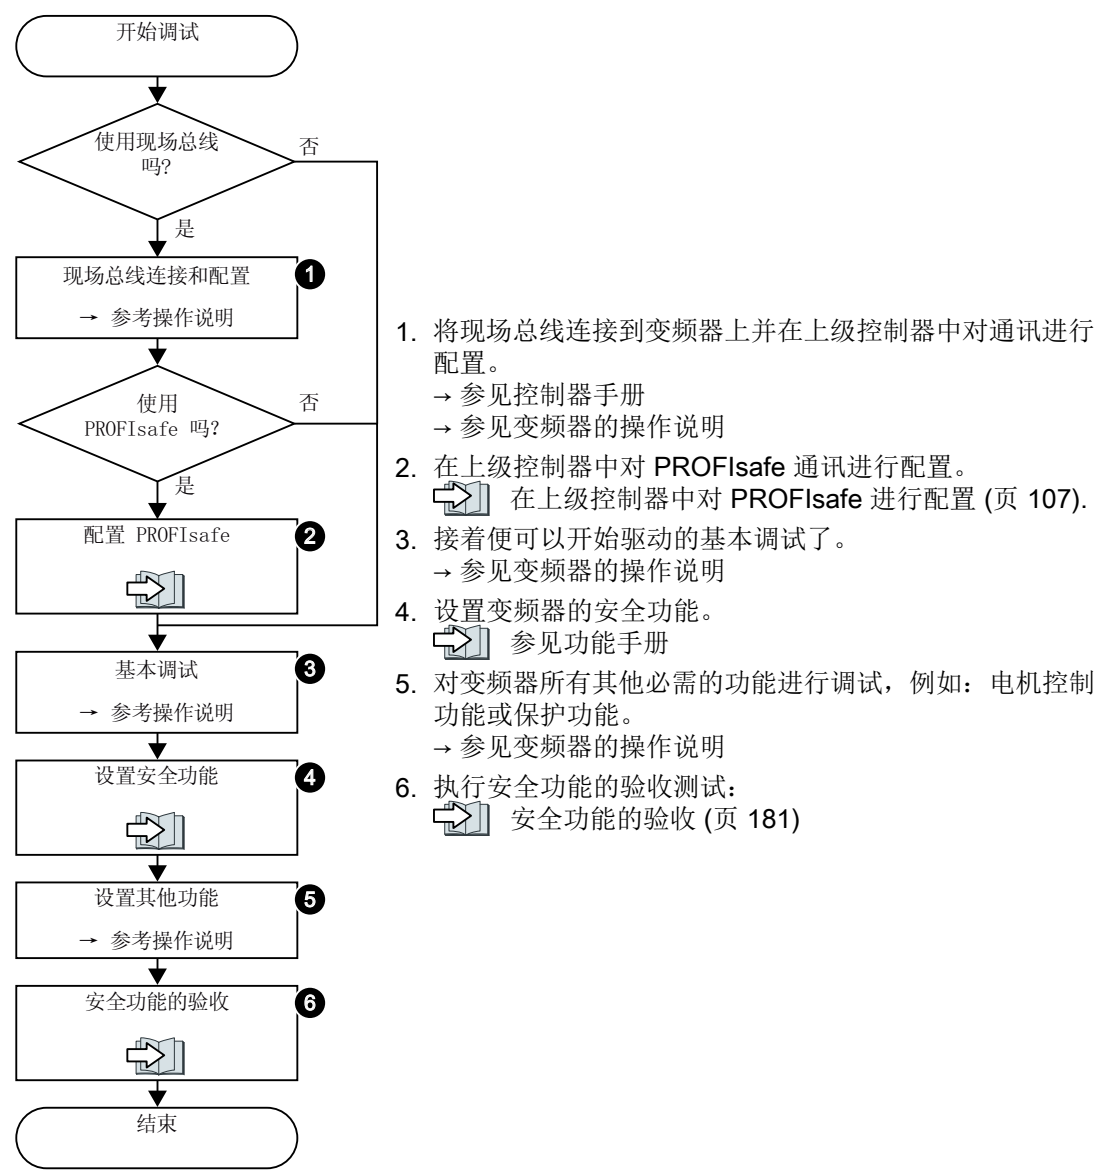 开始调试
使用现场总线
吗?
否
是
现场总线连接和配置
1
→ 参考操作说明
使用
PROFIsafe 吗?
否
是
配置 PROFIsafe
2
基本调试
3
→ 参考操作说明
设置安全功能
4
设置其他功能
5
→ 参考操作说明
安全功能的验收
6
结束
1. 将现场总线连接到变频器上并在上级控制器中对通讯进行
配置。
→ 参见控制器手册
→ 参见变频器的操作说明
2. 在上级控制器中对 PROFIsafe 通讯进行配置。
在上级控制器中对 PROFIsafe 进行配置 (页 107).
3. 接着便可以开始驱动的基本调试了。
→ 参见变频器的操作说明
4. 设置变频器的安全功能。
参见功能手册
5. 对变频器所有其他必需的功能进行调试，例如：电机控制
功能或保护功能。
→ 参见变频器的操作说明
6. 执行安全功能的验收测试：
安全功能的验收 (页 181)